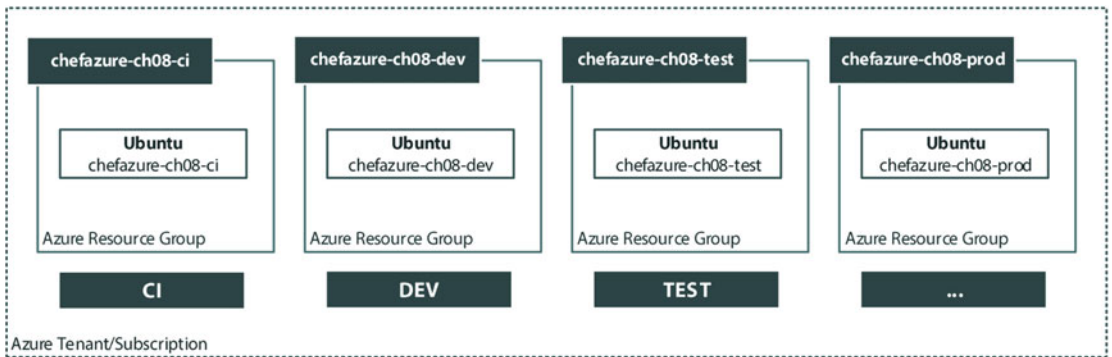 chefazure-ch08-ci
chefazure-ch08-dev
chefazure-ch08-test
chefazure-ch08-prod
Ubuntu
chefazure-ch08-ci
Ubuntu
chefazure-ch08-dev
Ubuntu
chefazure-ch08-test
Ubuntu
chefazure-ch08-prod
Azure Resource Group
Azure Resource Group
Azure Resource Group
Azure Resource Group
CI
DEV
TEST
...
Azure Tenant/Subscription